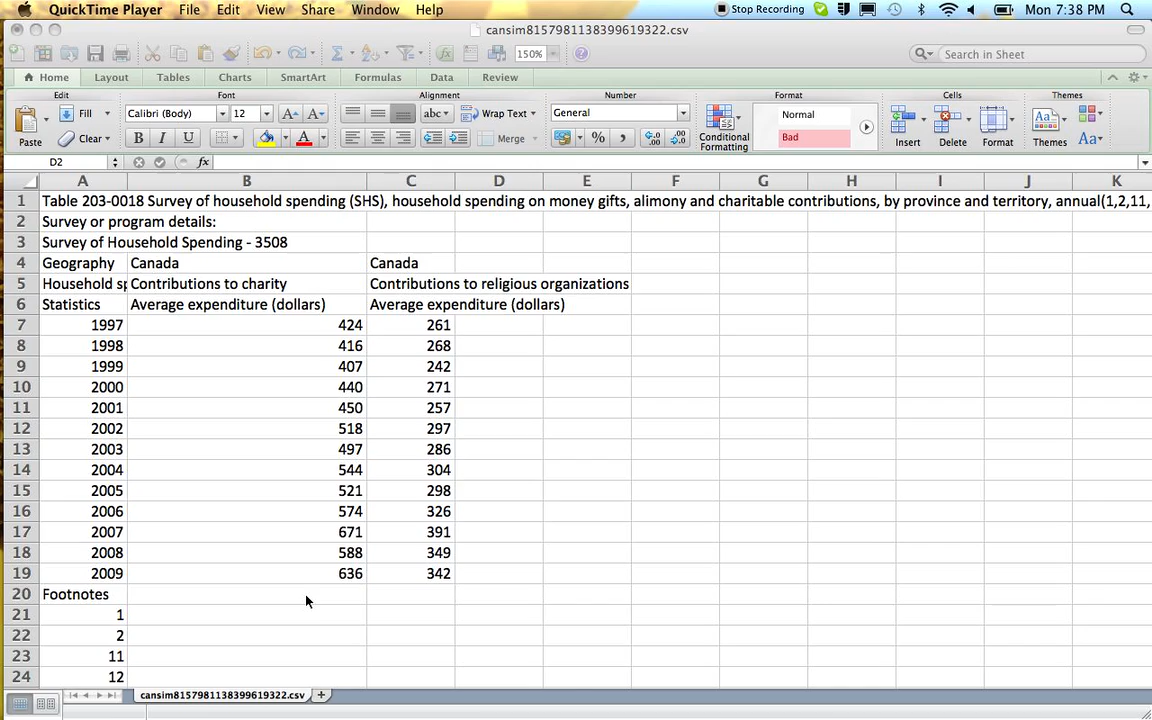 QuickTime Player File Edit View Share Window Help Stop Recording Mon 7:38 PM
cansim8157981138399619322.csv
150% Search in Sheet
Home Layout Tables Charts SmartArt Formulas Data Review
Edit Font Alignment Number Format Cells Themes
Fill Calibri (Body) 12 A A abc Wrap Text General Normal
Paste Clear B I U A Merge % , .0 .00 Conditional Formatting Bad Insert Delete Format Themes Aa
D2 fx
A B C D E F G H I J K
1 Table 203-0018 Survey of household spending (SHS), household spending on money gifts, alimony and charitable contributions, by province and territory, annual(1,2,11,
2 Survey or program details:
3 Survey of Household Spending - 3508
4 Geography Canada Canada
5 Household sp Contributions to charity Contributions to religious organizations
6 Statistics Average expenditure (dollars) Average expenditure (dollars)
7 1997 424 261
8 1998 416 268
9 1999 407 242
10 2000 440 271
11 2001 450 257
12 2002 518 297
13 2003 497 286
14 2004 544 304
15 2005 521 298
16 2006 574 326
17 2007 671 391
18 2008 588 349
19 2009 636 342
20 Footnotes
21 1
22 2
23 11
24 12
cansim8157981138399619322.csv